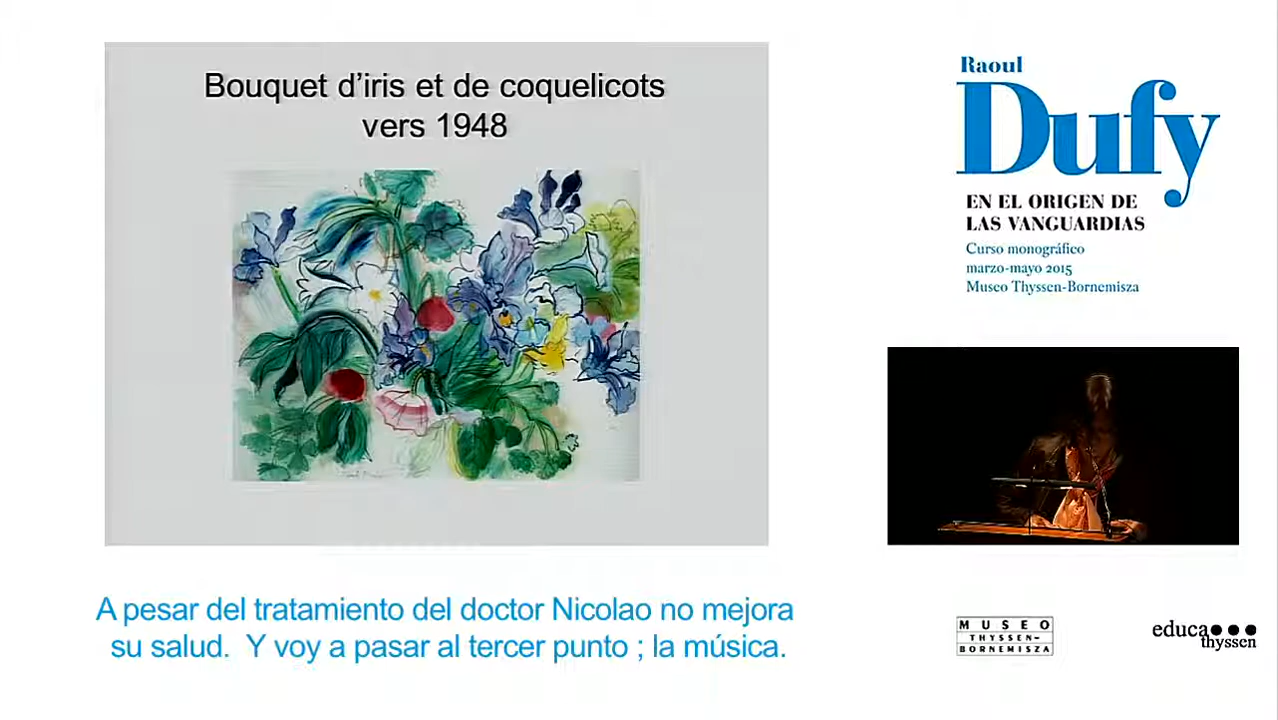 Bouquet d’iris et de coquelicots
vers 1948
Raoul
Dufy
EN EL ORIGEN DE
LAS VANGUARDIAS
Curso monográfico
marzo-mayo 2015
Museo Thyssen-Bornemisza
A pesar del tratamiento del doctor Nicolao no mejora
su salud. Y voy a pasar al tercer punto ; la música.
MUSEO
THYSSEN-
BORNEMISZA
educa
thyssen